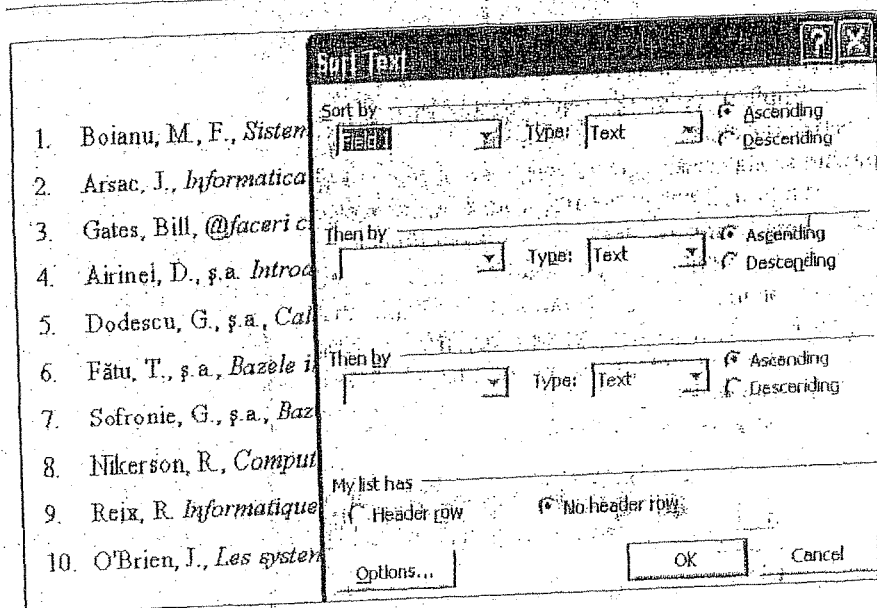 1. Boianu, M., F., Sistem
2. Arsac, J., Informatica
3. Gates, Bill, @faceri c
4. Airinel, D., ş.a. Introd
5. Dodescu, G., ş.a., Cal
6. Fătu, T., ş.a., Bazele i
7. Sofronie, G., ş.a., Baz
8. Nikerson, R., Comput
9. Reix, R. Informatique
10. O'Brien, J., Les system
Sort Text
Sort by
Type: Text
Ascending
Descending
Then by
Type: Text
Ascending
Descending
Then by
Type: Text
Ascending
Descending
My list has
Header row
No header row
Options...
OK
Cancel